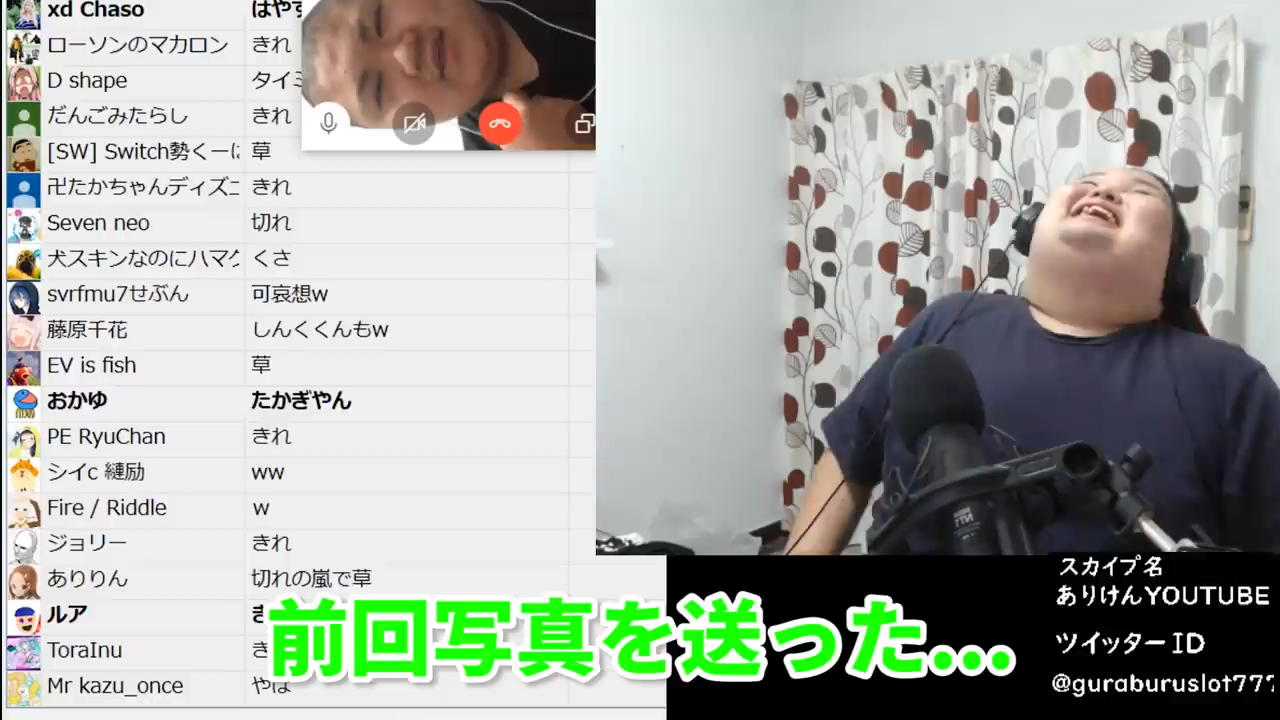 xd Chaso はやす
ローソンのマカロン きれ
D shape タイミ
だんごみたらし きれ
[SW] Switch勢くーに 草
卍たかちゃんディズニ きれ
Seven neo 切れ
犬スキンなのにハマグ くさ
svrfmu7せぶん 可哀想w
藤原千花 しんくくんもw
EV is fish 草
おかゆ たかぎやん
PE RyuChan きれ
シイc 縺励 ww
Fire / Riddle w
ジョリー きれ
ありりん 切れの嵐で草
ルア き
ToraInu き
Mr kazu_once やば
前回写真を送った...
スカイプ名
ありけんYOUTUBE
ツイッターID
@guraburuslot777